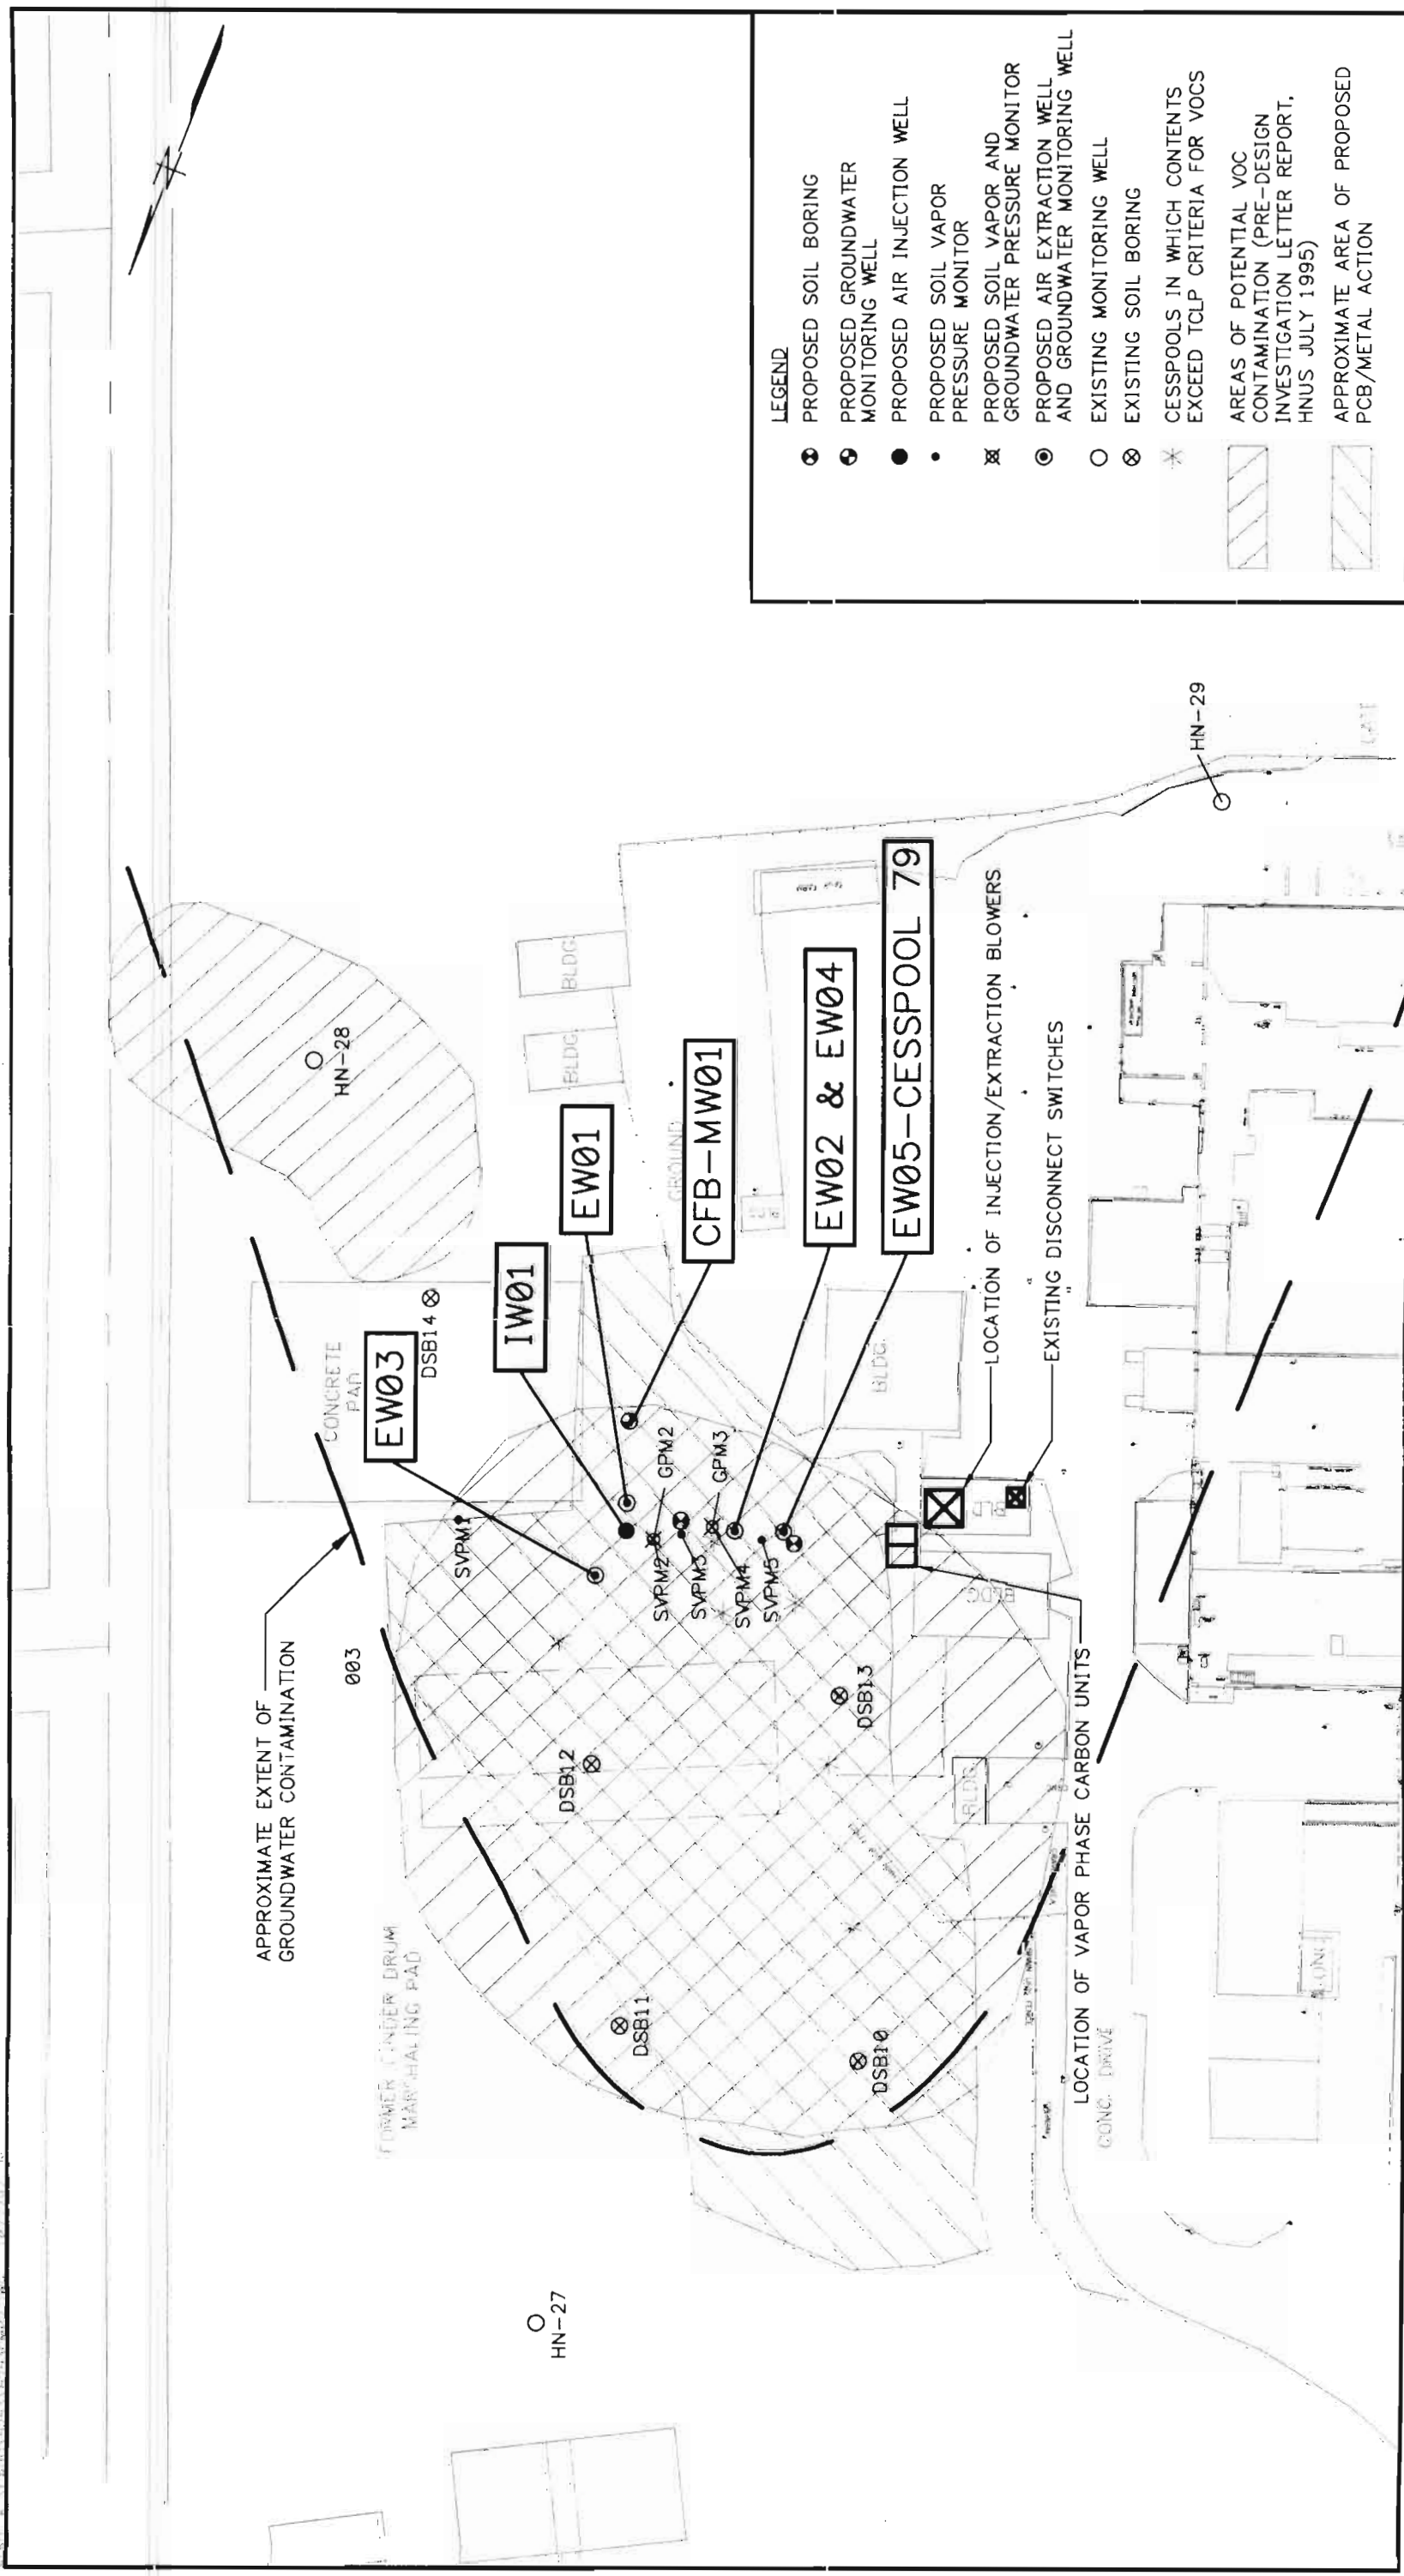 APPROXIMATE EXTENT OF
GROUNDWATER CONTAMINATION
003
FORMER CINDER DRUM
MARSHALING PAD
CONCRETE
PAD
HN-28
DSB14
EW03
IW01
EW01
CFB-MW01
EW02 & EW04
EW05-CESSPOOL 79
BLDG
BLDG
GROUND
SVPM1
GPM2
GPM3
SVPM2
SVPM3
SVPM4
SVPM5
DSB12
DSB13
DSB11
DSB10
HN-27
HN-29
GATE
BLDG.
BLDG
BLDG
BLDG
LOCATION OF INJECTION/EXTRACTION BLOWERS
EXISTING DISCONNECT SWITCHES
LOCATION OF VAPOR PHASE CARBON UNITS
CONC. DRIVE
CONC.
LEGEND
PROPOSED SOIL BORING
PROPOSED GROUNDWATER
MONITORING WELL
PROPOSED AIR INJECTION WELL
PROPOSED SOIL VAPOR
PRESSURE MONITOR
PROPOSED SOIL VAPOR AND
GROUNDWATER PRESSURE MONITOR
PROPOSED AIR EXTRACTION WELL
AND GROUNDWATER MONITORING WELL
EXISTING MONITORING WELL
EXISTING SOIL BORING
CESSPOOLS IN WHICH CONTENTS
EXCEED TCLP CRITERIA FOR VOCS
AREAS OF POTENTIAL VOC
CONTAMINATION (PRE-DESIGN
INVESTIGATION LETTER REPORT,
HNUS JULY 1995)
APPROXIMATE AREA OF PROPOSED
PCB/METAL ACTION